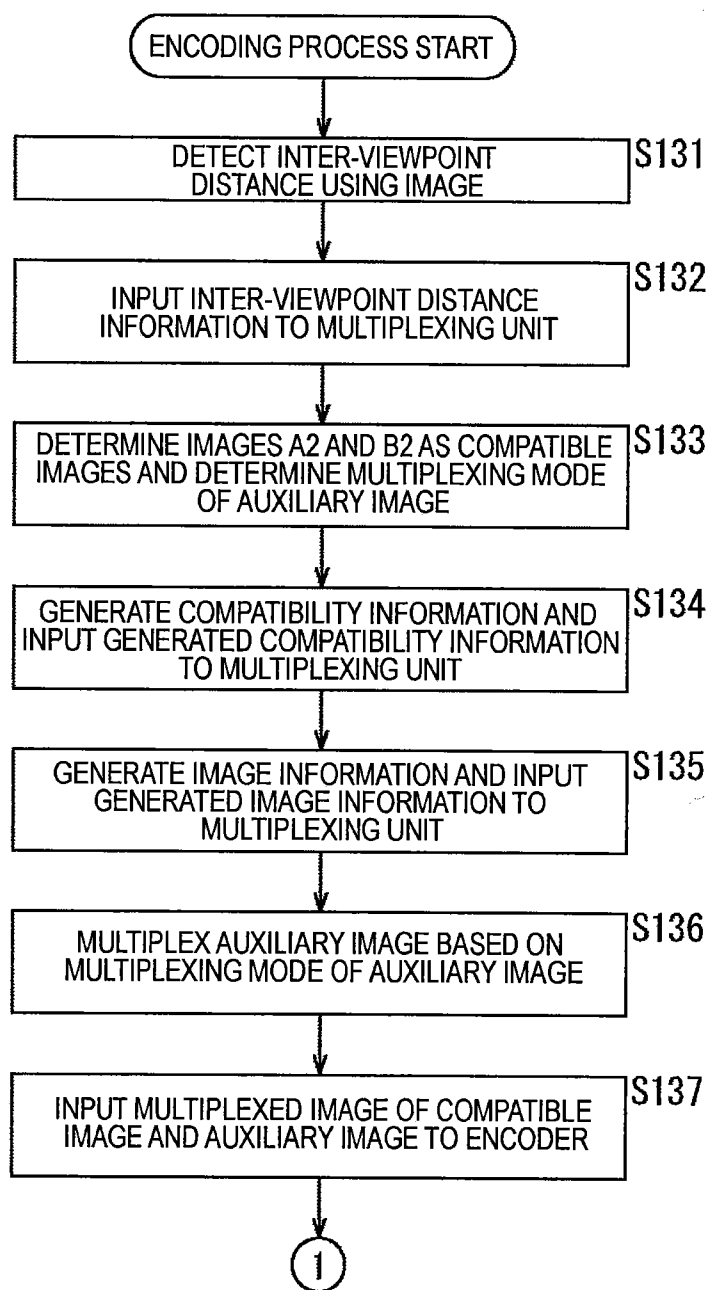 ENCODING PROCESS START
S131
DETECT INTER-VIEWPOINT
DISTANCE USING IMAGE
S132
INPUT INTER-VIEWPOINT DISTANCE
INFORMATION TO MULTIPLEXING UNIT
S133
DETERMINE IMAGES A2 AND B2 AS COMPATIBLE
IMAGES AND DETERMINE MULTIPLEXING MODE
OF AUXILIARY IMAGE
S134
GENERATE COMPATIBILITY INFORMATION AND
INPUT GENERATED COMPATIBILITY INFORMATION
TO MULTIPLEXING UNIT
S135
GENERATE IMAGE INFORMATION AND INPUT
GENERATED IMAGE INFORMATION TO
MULTIPLEXING UNIT
S136
MULTIPLEX AUXILIARY IMAGE BASED ON
MULTIPLEXING MODE OF AUXILIARY IMAGE
S137
INPUT MULTIPLEXED IMAGE OF COMPATIBLE
IMAGE AND AUXILIARY IMAGE TO ENCODER
1